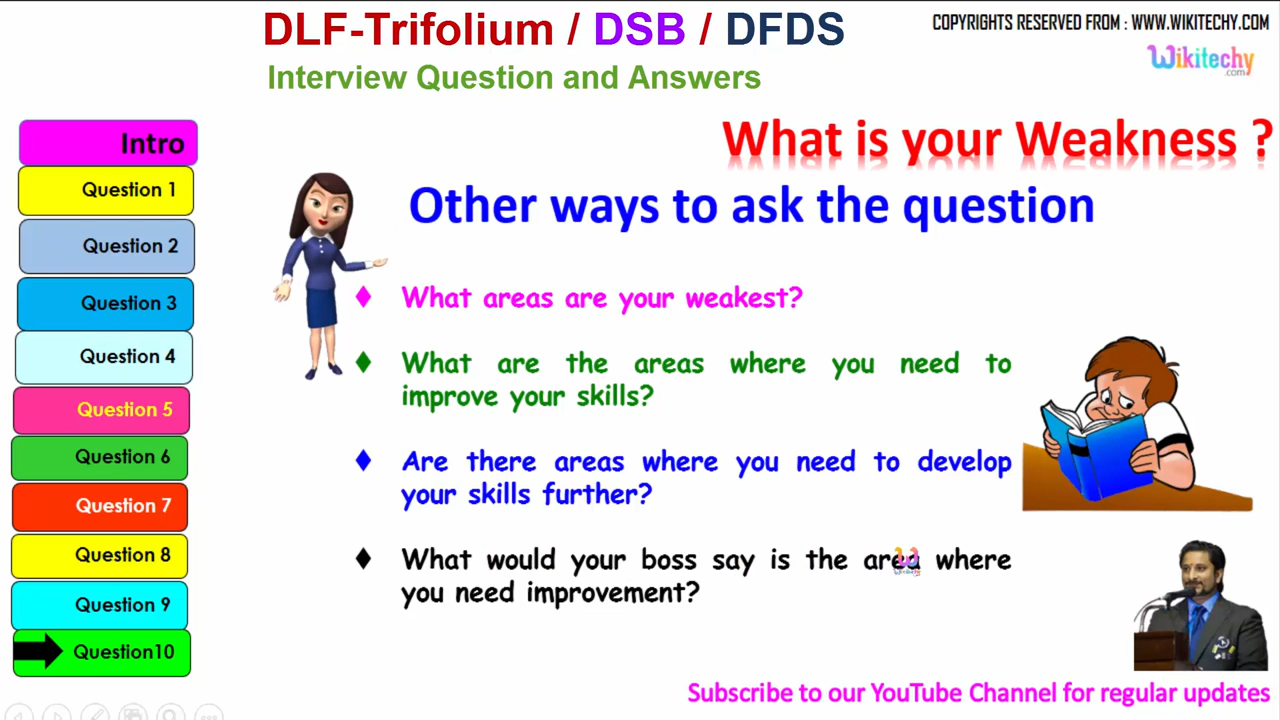 DLF-Trifolium / DSB / DFDS
COPYRIGHTS RESERVED FROM : WWW.WIKITECHY.COM
Wikitechy
.com
Interview Question and Answers
What is your Weakness ?
Other ways to ask the question
Intro
Question 1
Question 2
Question 3
Question 4
Question 5
Question 6
Question 7
Question 8
Question 9
Question10
What areas are your weakest?
What are the areas where you need to
improve your skills?
Are there areas where you need to develop
your skills further?
What would your boss say is the area where
you need improvement?
Subscribe to our YouTube Channel for regular updates